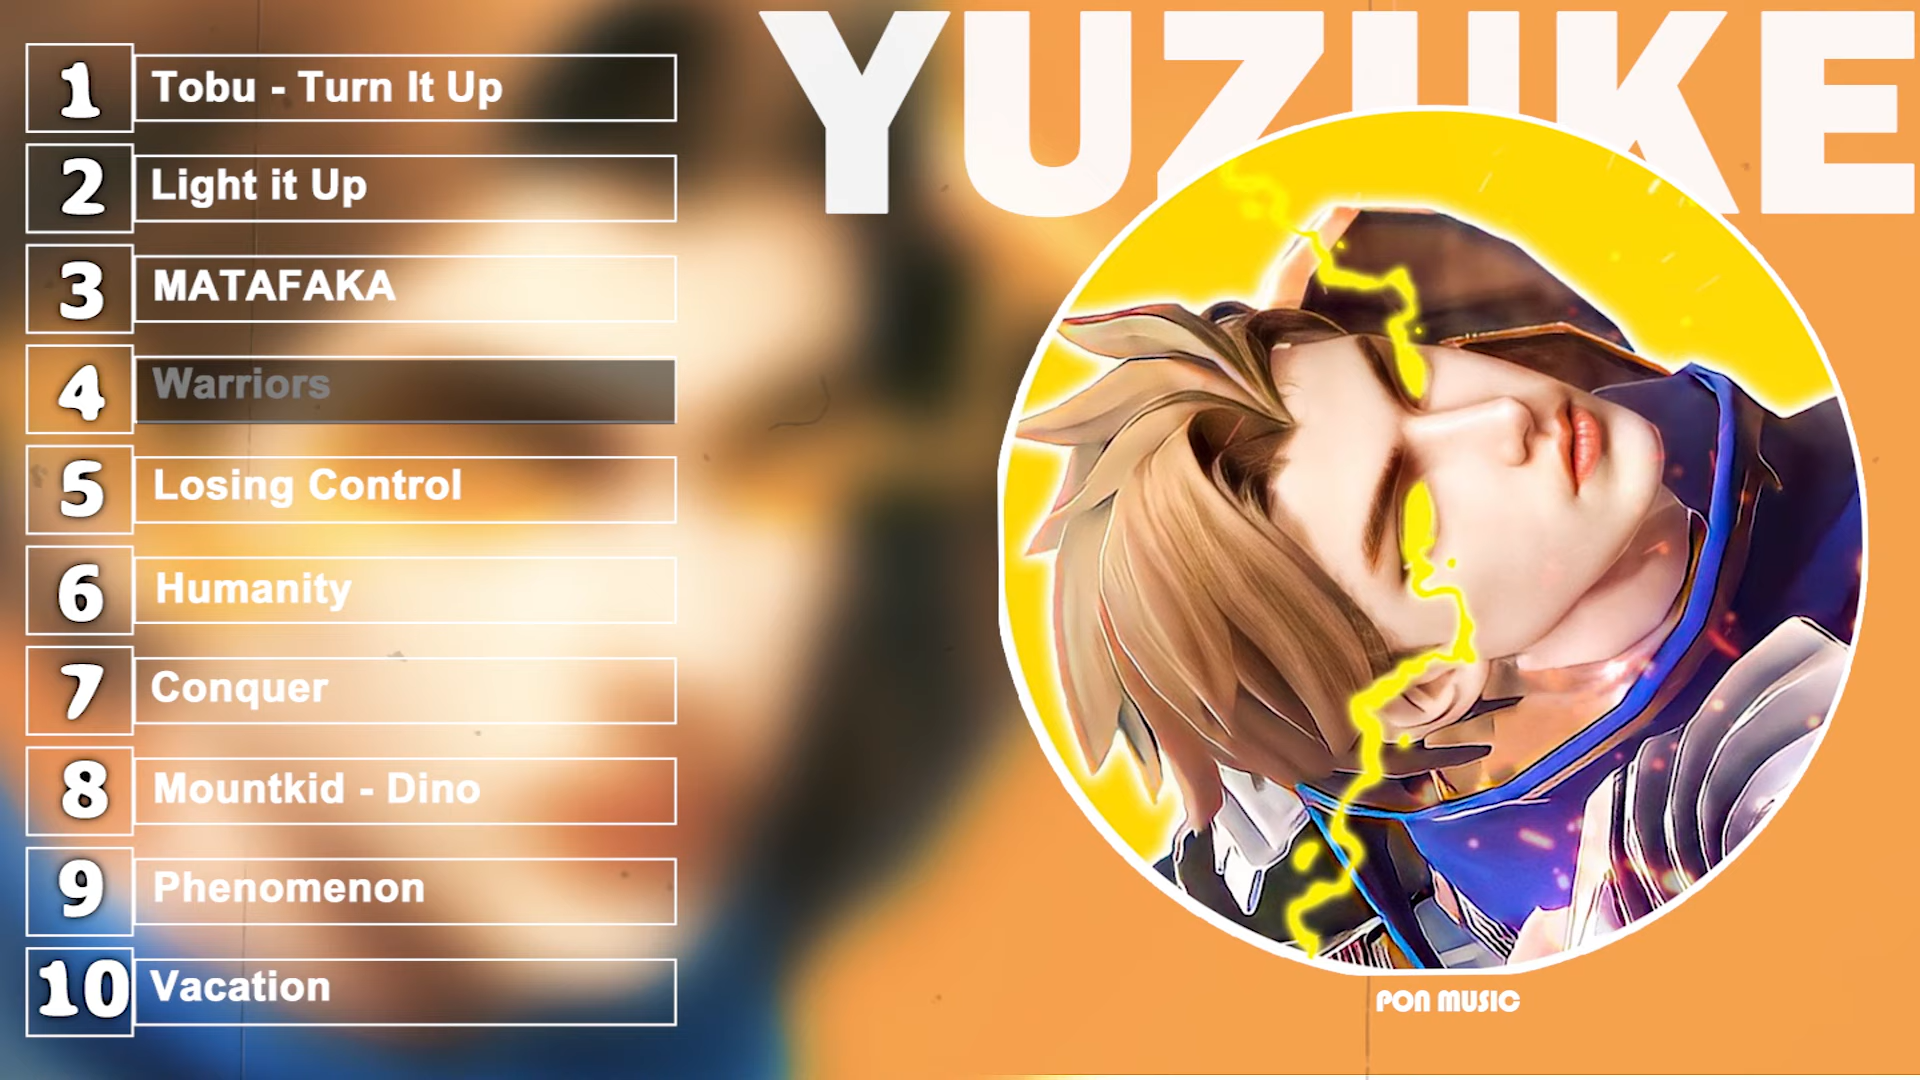 YUZUKE
1 Tobu - Turn It Up
2 Light it Up
3 MATAFAKA
4 Warriors
5 Losing Control
6 Humanity
7 Conquer
8 Mountkid - Dino
9 Phenomenon
10 Vacation
PON MUSIC